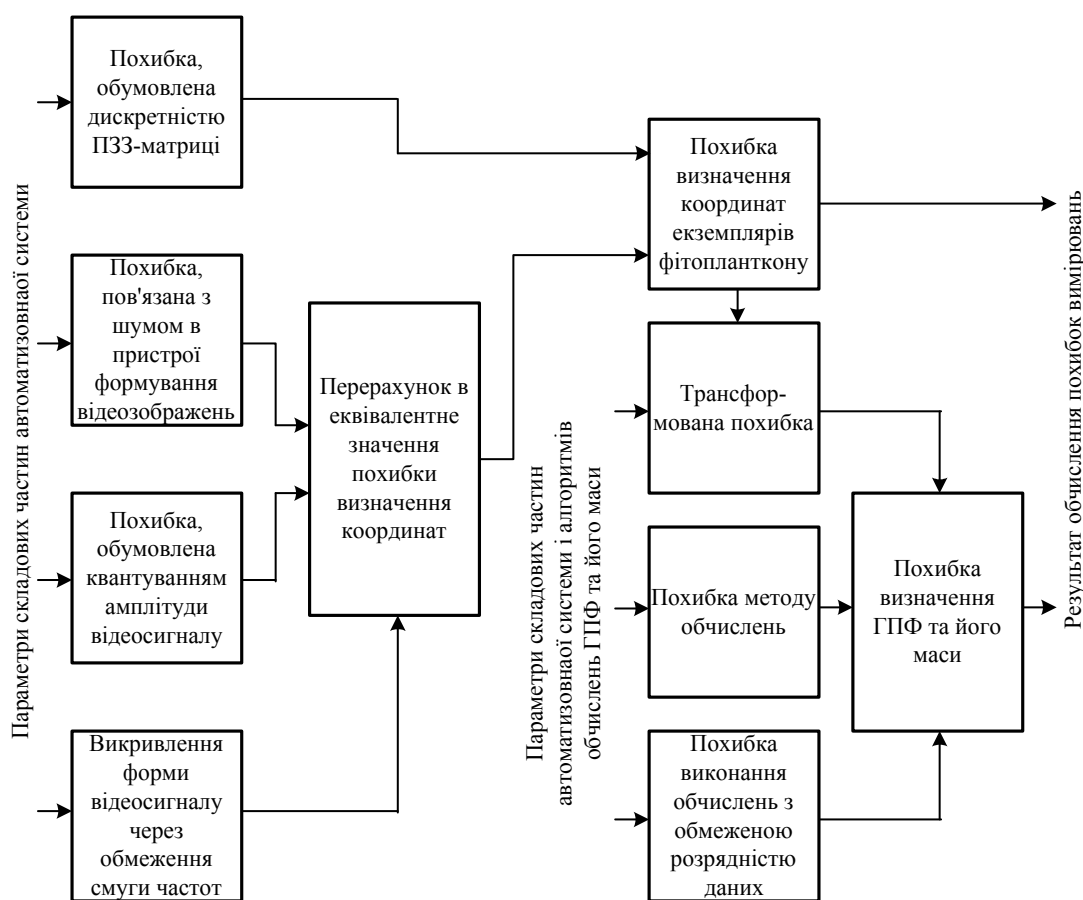 Параметри складових частин автоматизовнаої системи
Похибка,
обумовлена
дискретністю
ПЗЗ-матриці
Похибка,
пов'язана з
шумом в
пристрої
формування
відеозображень
Похибка,
обумовлена
квантуванням
амплітуди
відеосигналу
Викривлення
форми
відеосигналу
через
обмеження
смуги частот
Перерахунок в
еквівалентне
значення
похибки
визначення
координат
Параметри складових частин
автоматизовнаої системи і алгоритмів
обчислень ГПФ та його маси
Похибка
визначення
координат
екземплярів
фітопланткону
Трансфор-
мована похибка
Похибка методу
обчислень
Похибка
виконання
обчислень з
обмеженою
розрядністю
даних
Похибка
визначення
ГПФ та його
маси
Результат обчислення похибок вимірювань